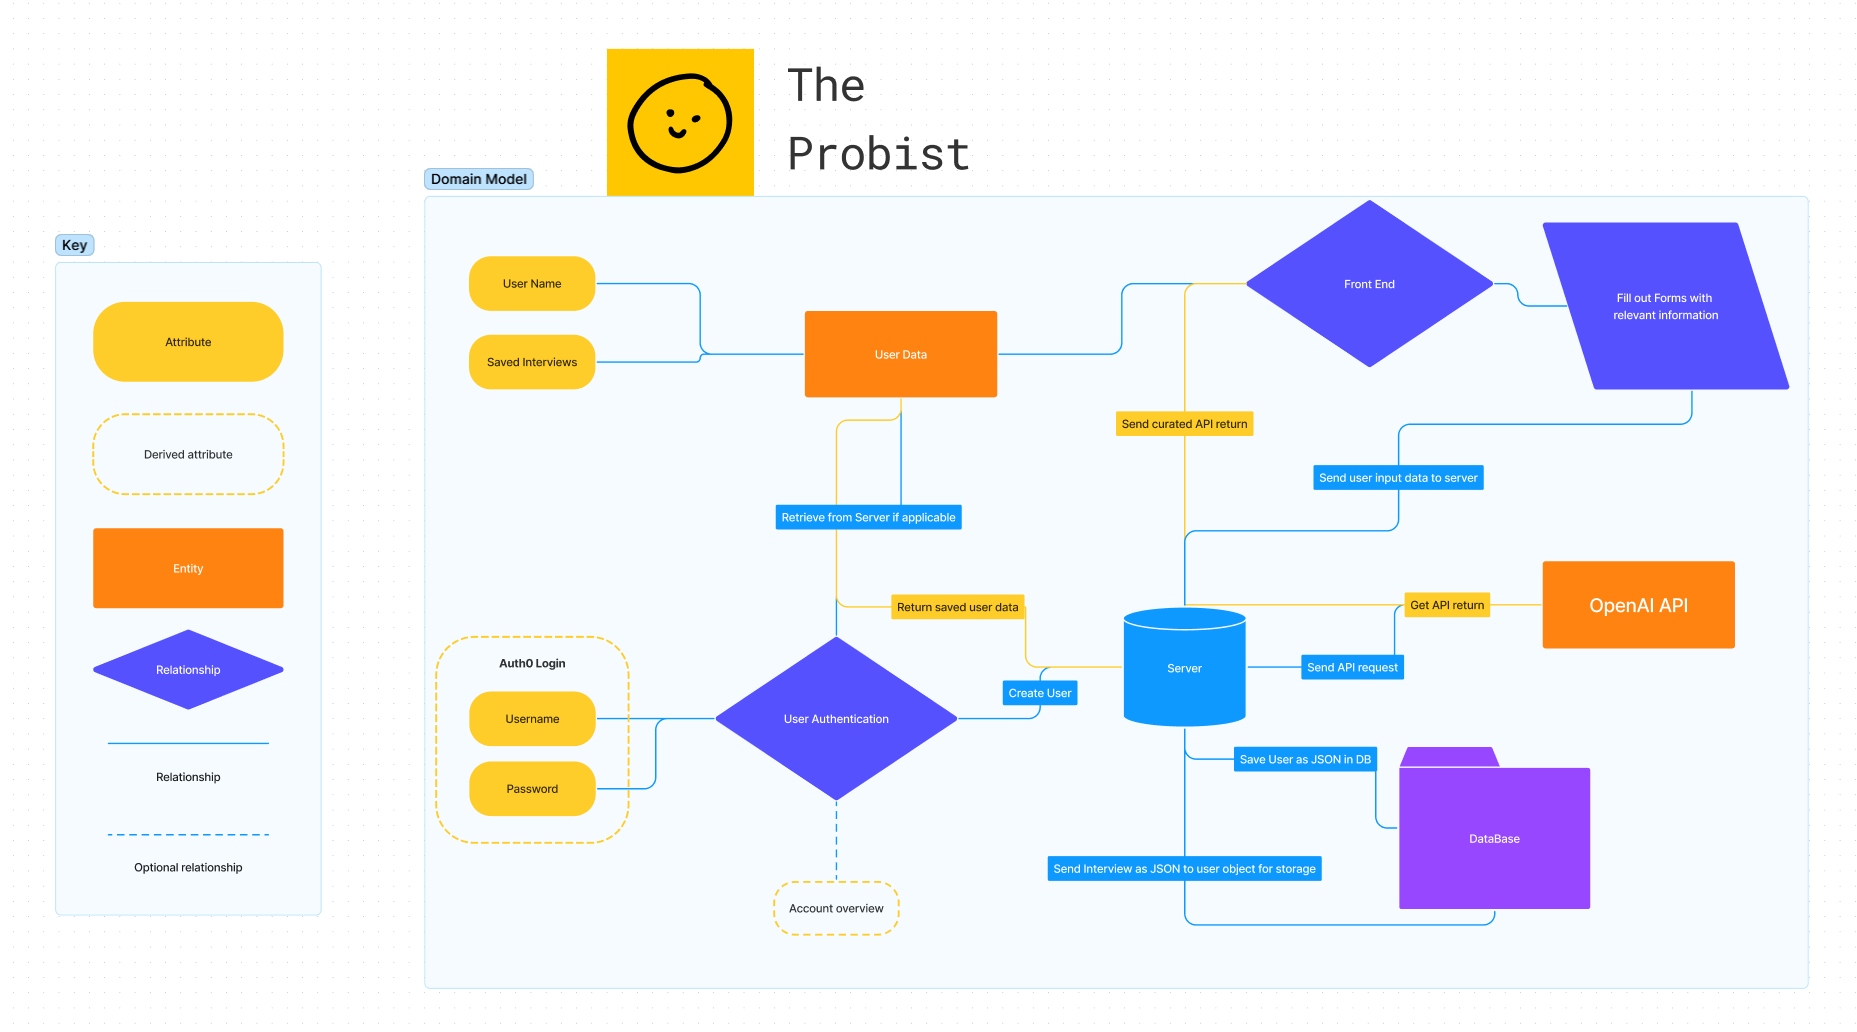 The
Probist
Domain Model
Key
Attribute
Derived attribute
Entity
Relationship
Relationship
Optional relationship
User Name
Saved Interviews
User Data
Front End
Fill out Forms with
relevant information
Send curated API return
Send user input data to server
Retrieve from Server if applicable
Return saved user data
Get API return
OpenAI API
Send API request
Server
Create User
Auth0 Login
Username
Password
User Authentication
Save User as JSON in DB
DataBase
Send Interview as JSON to user object for storage
Account overview